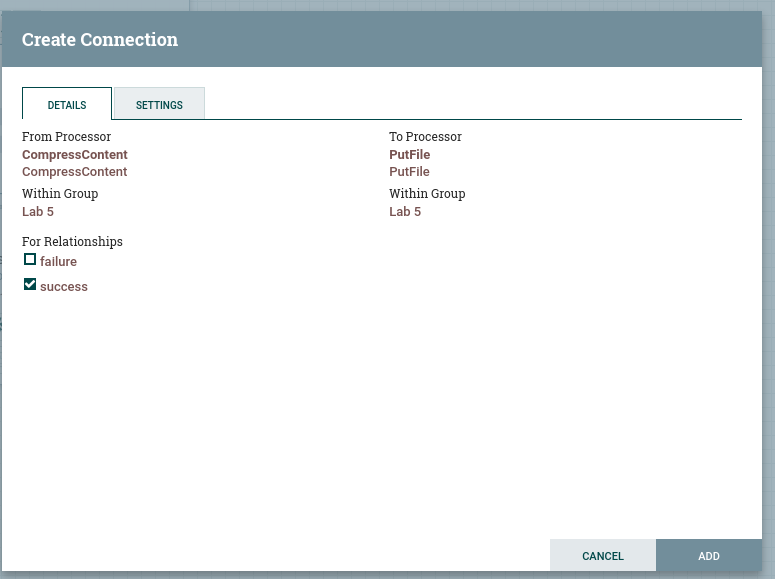 Create Connection
DETAILS SETTINGS
From Processor
CompressContent
CompressContent
Within Group
Lab 5
To Processor
PutFile
PutFile
Within Group
Lab 5
For Relationships
failure
success
CANCEL ADD